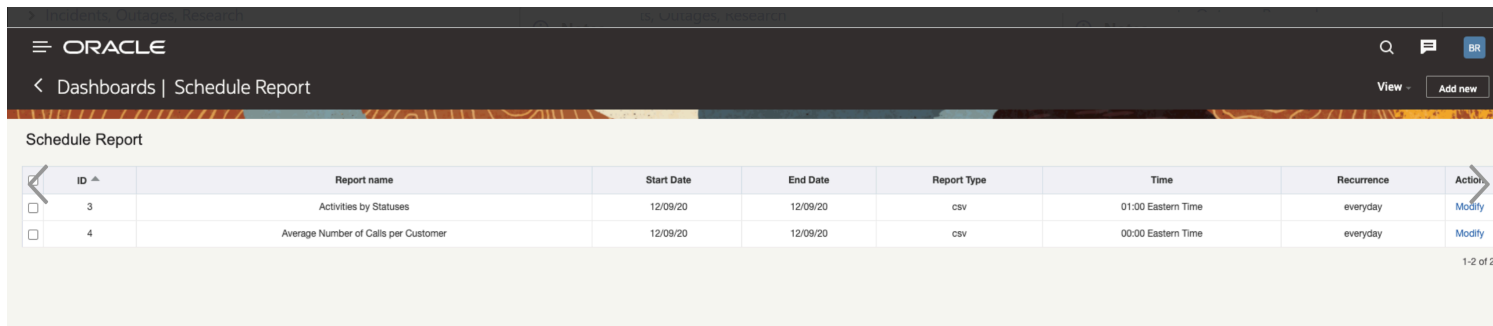 > Incidents, Outages, Research
ts, Outages, Research
ORACLE
BR
Dashboards | Schedule Report
View
Add new
Schedule Report
ID Report name Start Date End Date Report Type Time Recurrence Action
3 Activities by Statuses 12/09/20 12/09/20 csv 01:00 Eastern Time everyday Modify
4 Average Number of Calls per Customer 12/09/20 12/09/20 csv 00:00 Eastern Time everyday Modify
1-2 of 2